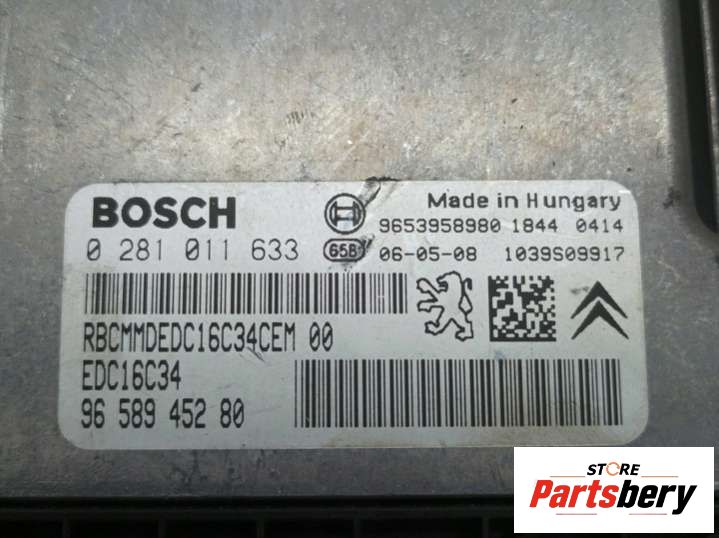 BOSCH
Made in Hungary
9653958980 1844 0414
0 281 011 633 65B 06-05-08 1039S09917
RBCMMDEDC16C34CEM 00
EDC16C34
96 589 452 80
STORE
Partsbery